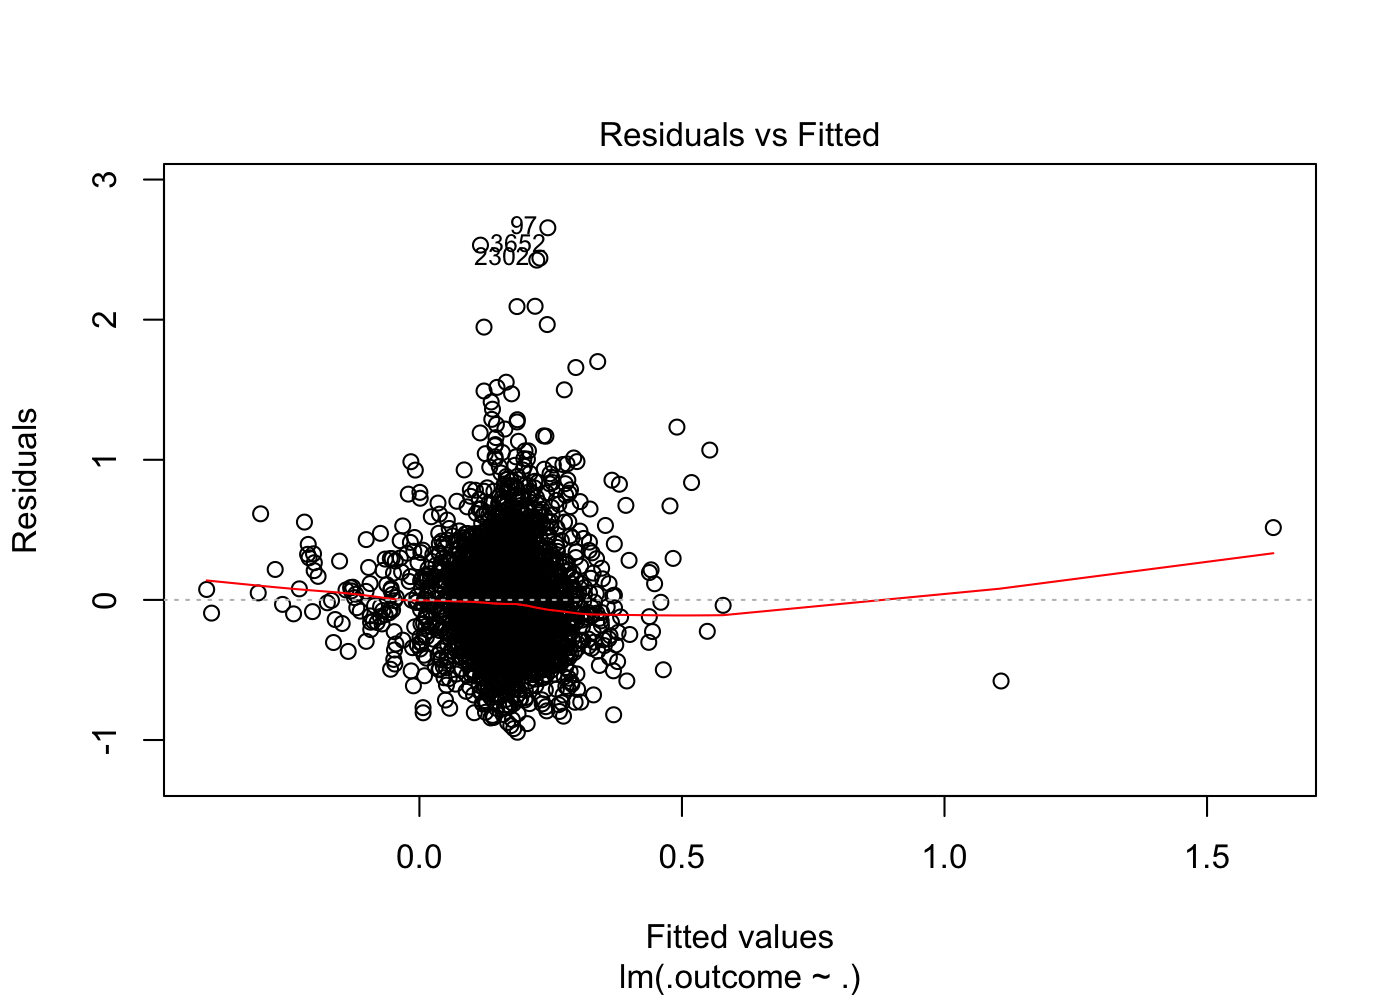 Residuals vs Fitted
3
2
1
0
-1
Residuals
97
3652
2302
0.0 0.5 1.0 1.5
Fitted values
lm(.outcome ~ .)